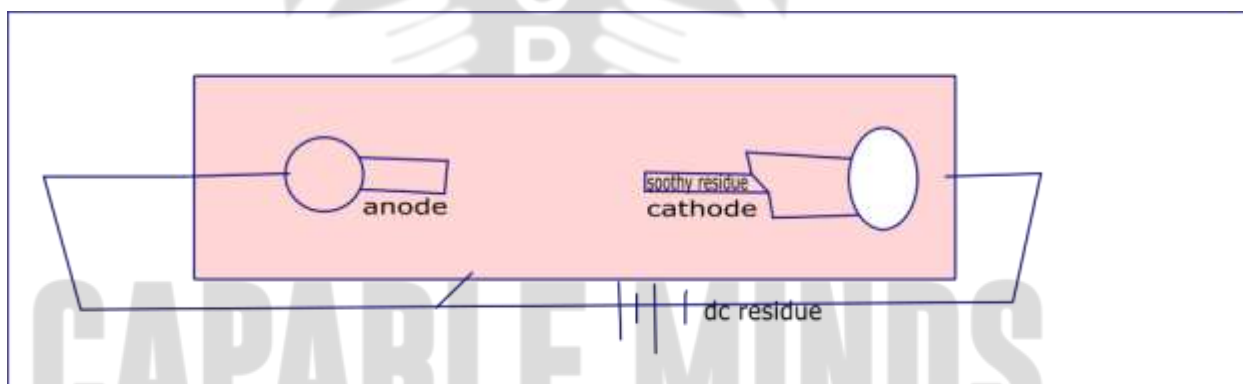 soothy residue
anode
cathode
dc residue
CAPABLE MINDS